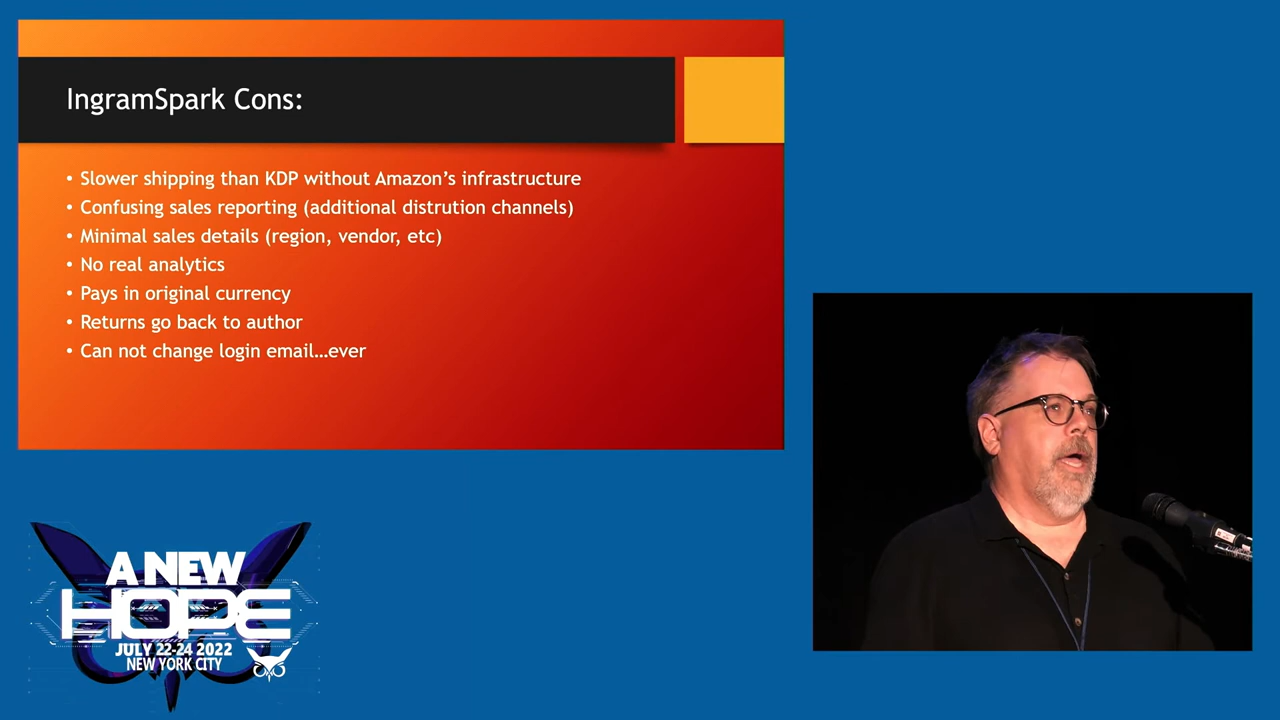 IngramSpark Cons:
• Slower shipping than KDP without Amazon’s infrastructure
• Confusing sales reporting (additional distrution channels)
• Minimal sales details (region, vendor, etc)
• No real analytics
• Pays in original currency
• Returns go back to author
• Can not change login email…ever
A NEW
HOPE
JULY 22-24 2022
NEW YORK CITY